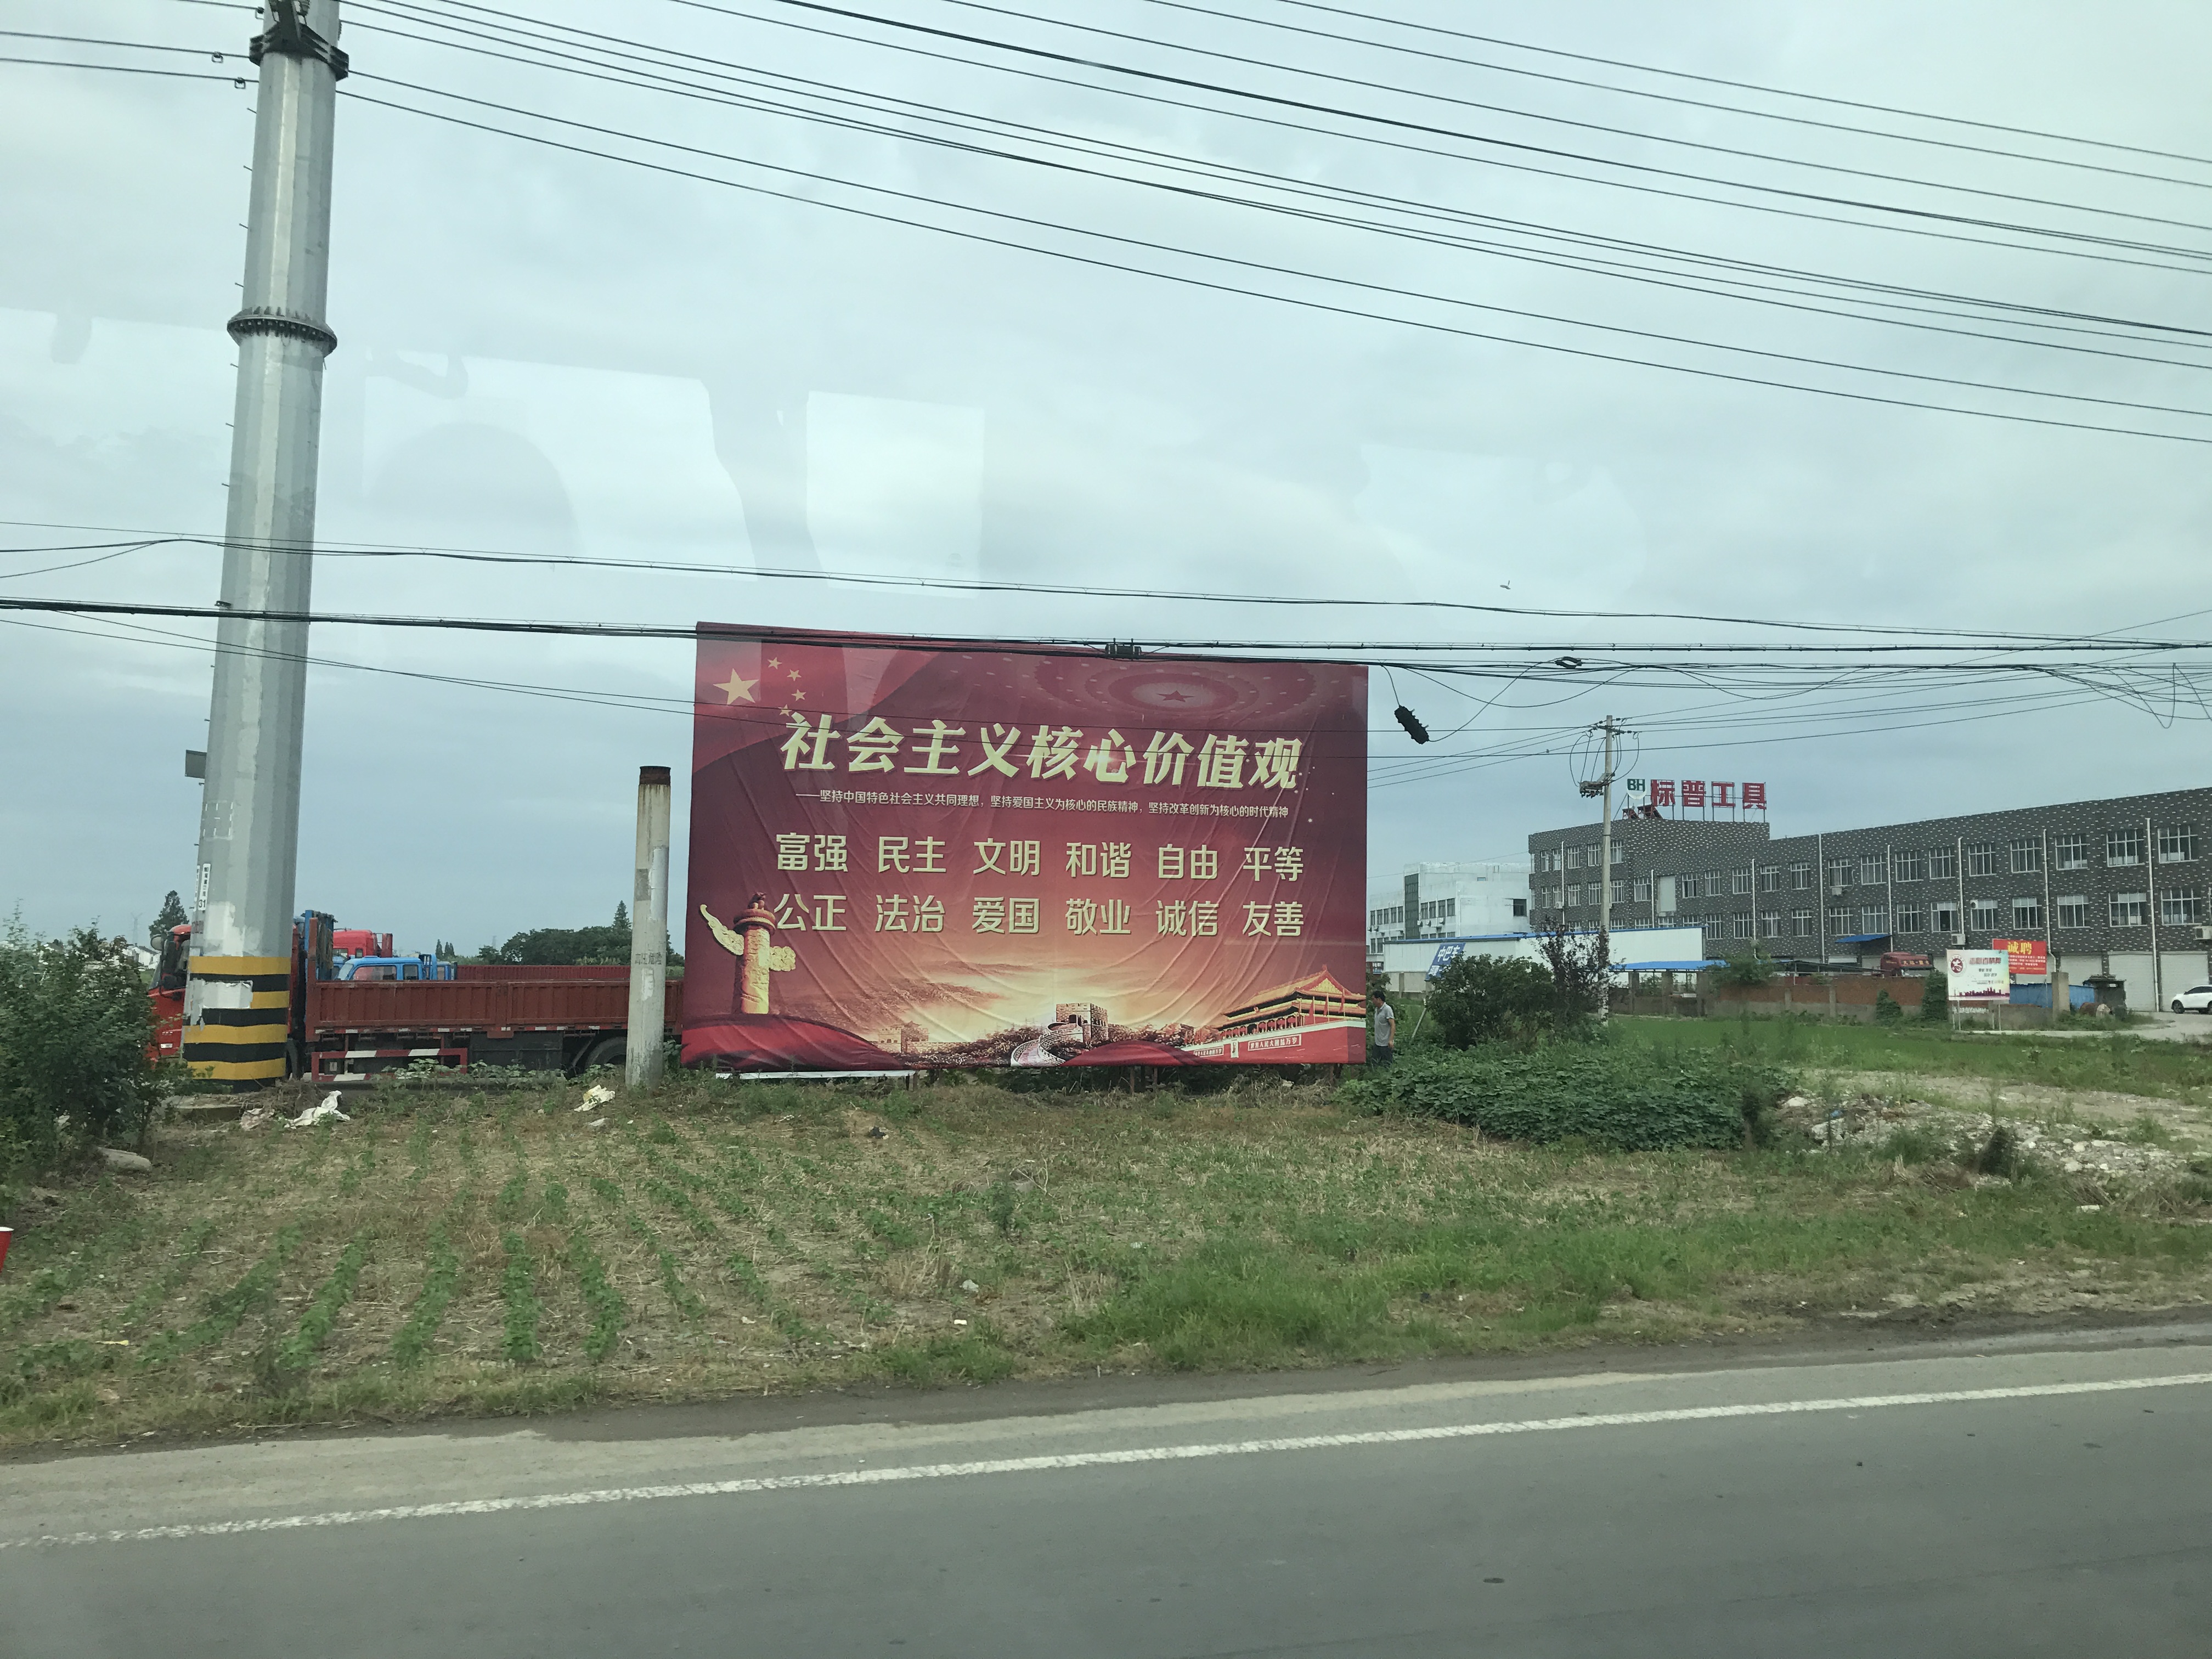 社会主义核心价值观
——坚持中国特色社会主义共同理想，坚持爱国主义为核心的民族精神，坚持改革创新为核心的时代精神
富强 民主 文明 和谐 自由 平等
公正 法治 爱国 敬业 诚信 友善
BH 标普工具
诚聘